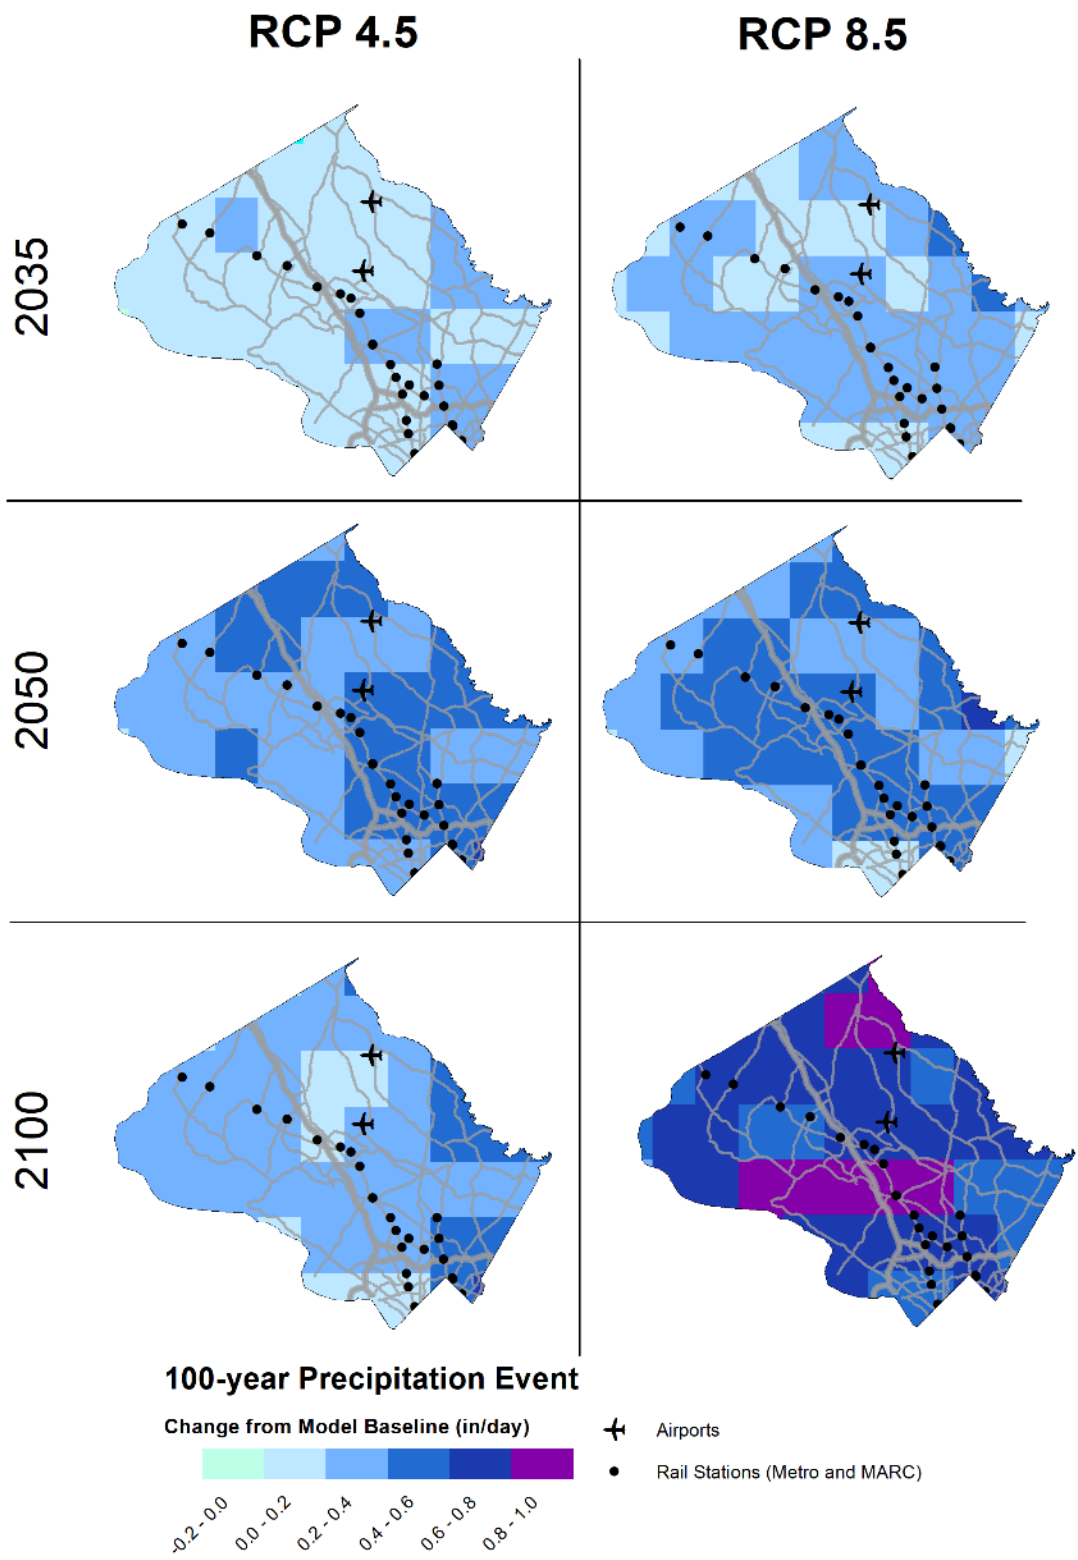 RCP 4.5
RCP 8.5
2035
2050
2100
100-year Precipitation Event
Change from Model Baseline (in/day)
-0.2 - 0.0
0.0 - 0.2
0.2 - 0.4
0.4 - 0.6
0.6 - 0.8
0.8 - 1.0
Airports
Rail Stations (Metro and MARC)